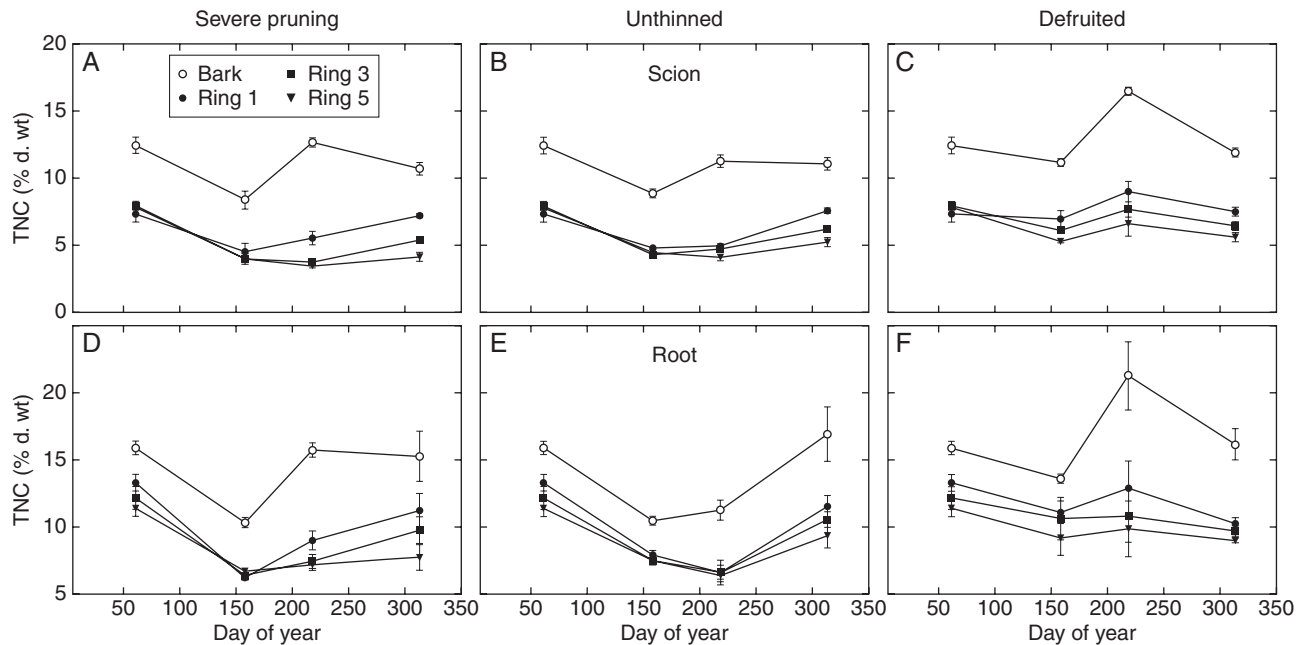 Severe pruning Unthinned Defruited
20 A B C
Bark Ring 3 Scion
Ring 1 Ring 5
15
10
5
0
TNC (% d. wt)
D E F
Root
20
15
10
5
TNC (% d. wt)
50 100 150 200 250 300 350 50 100 150 200 250 300 350 50 100 150 200 250 300 350
Day of year Day of year Day of year